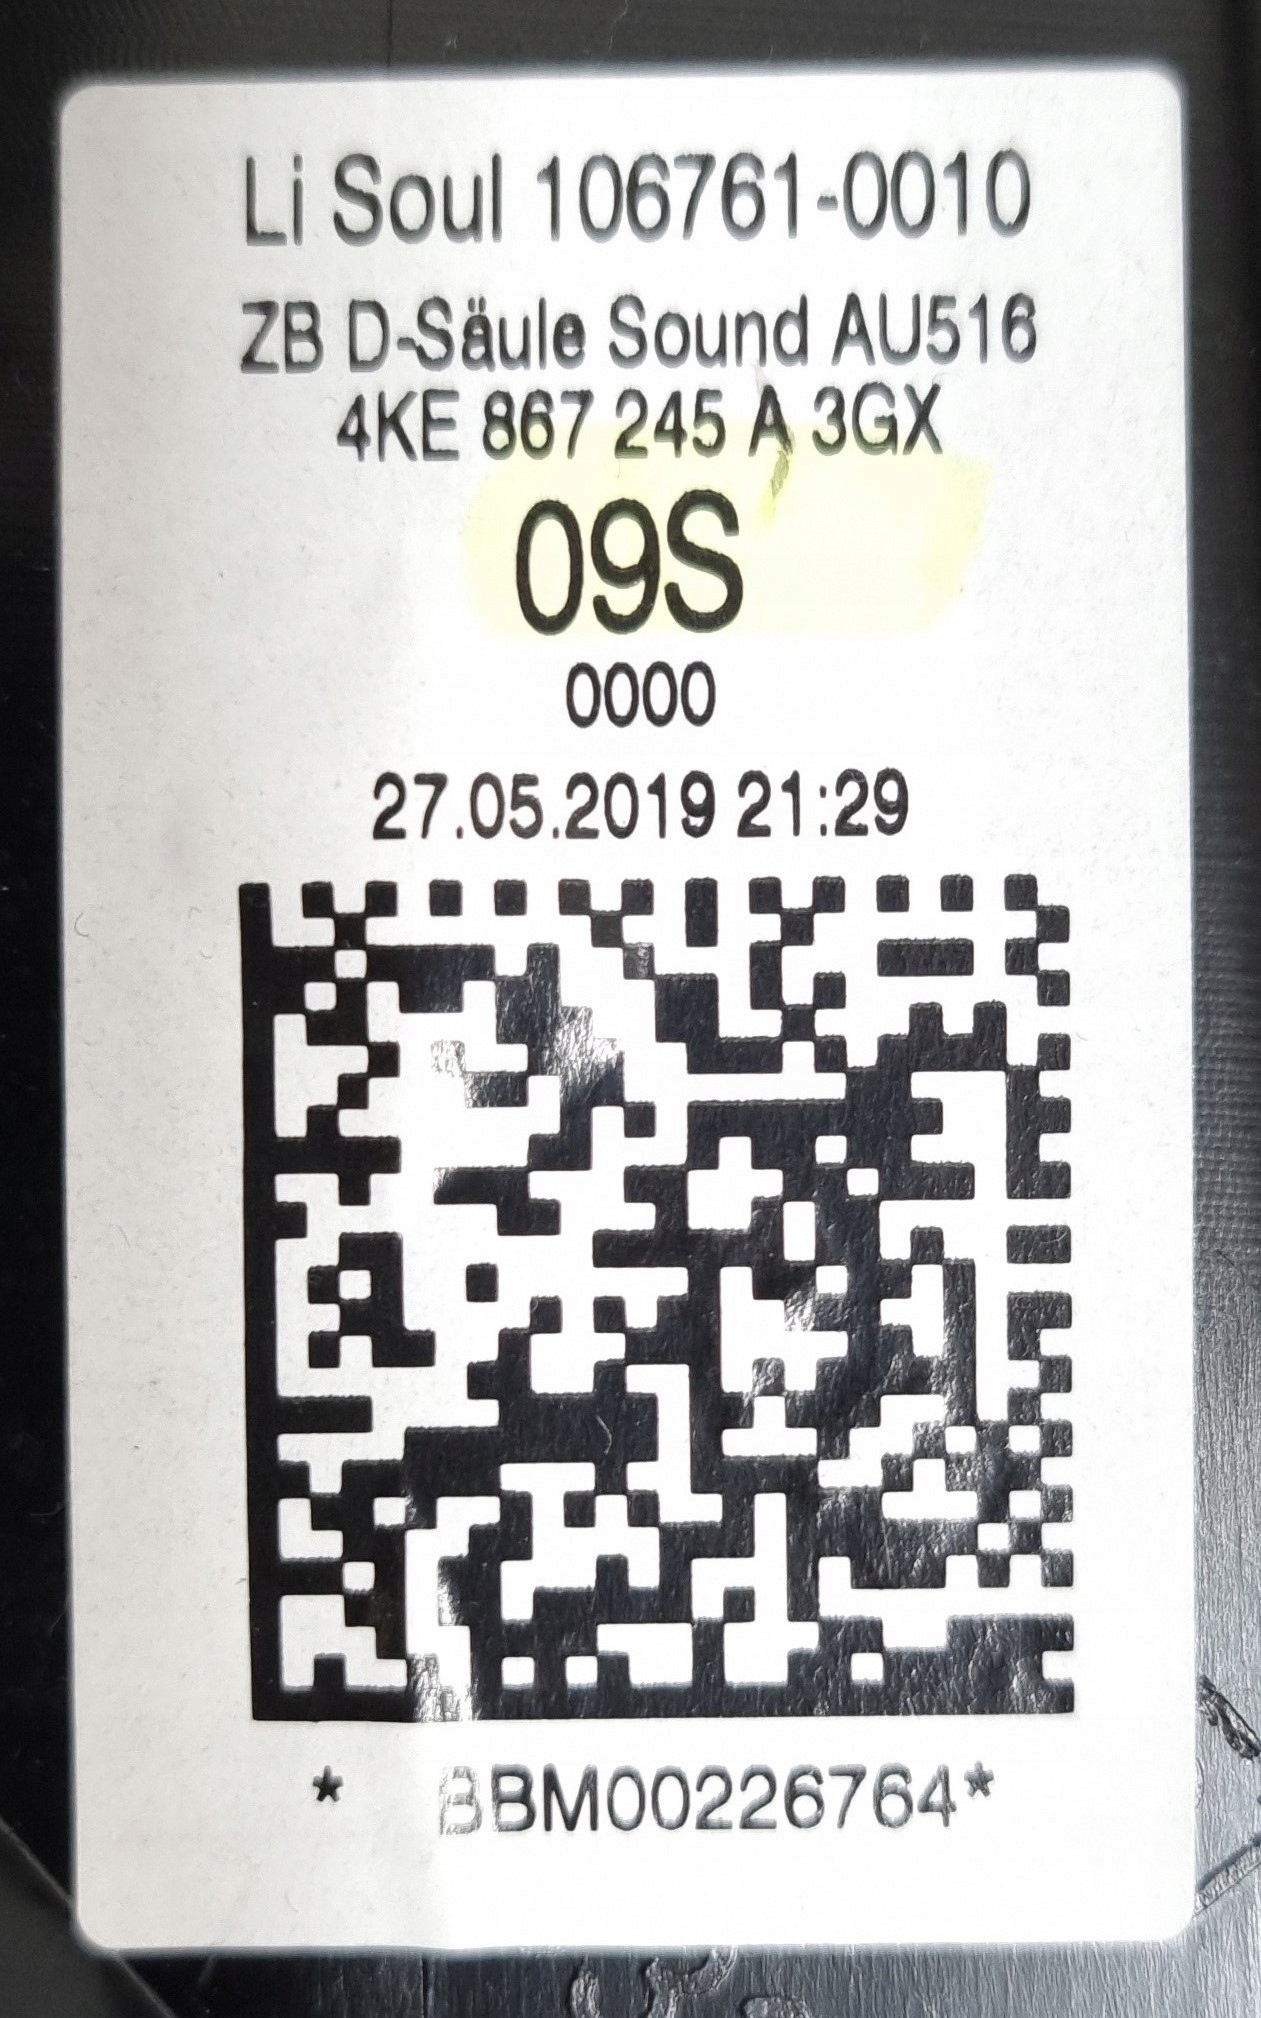 Li Soul 106761-0010
ZB D-Säule Sound AU516
4KE 867 245 A 3GX
09S
0000
27.05.2019 21:29
* BBM00226764*